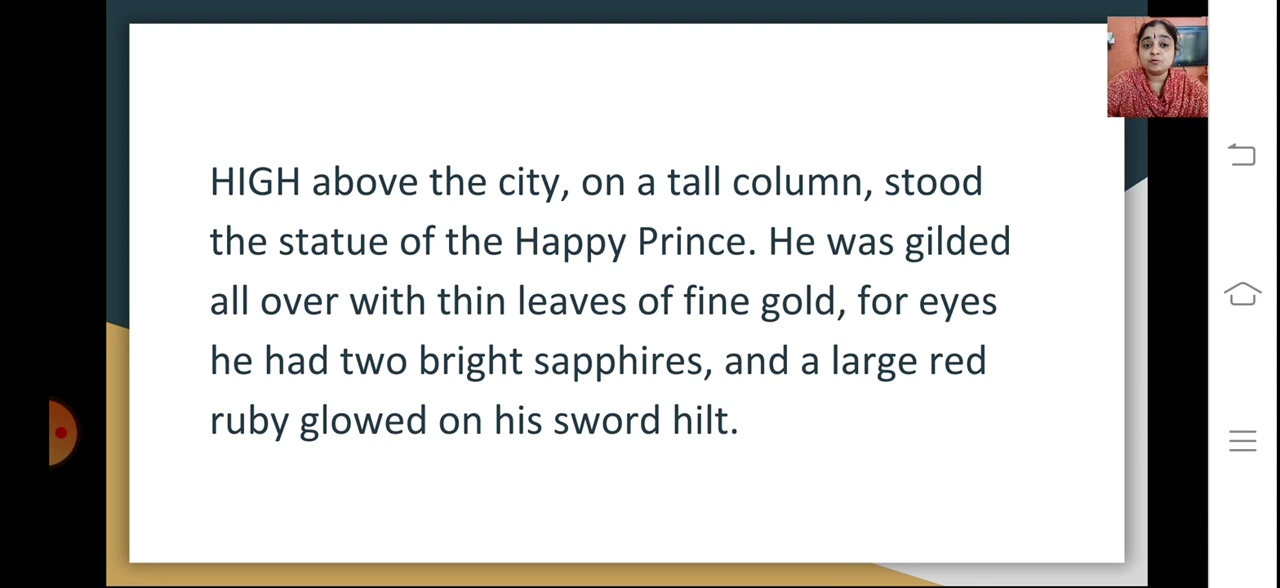 HIGH above the city, on a tall column, stood
the statue of the Happy Prince. He was gilded
all over with thin leaves of fine gold, for eyes
he had two bright sapphires, and a large red
ruby glowed on his sword hilt.